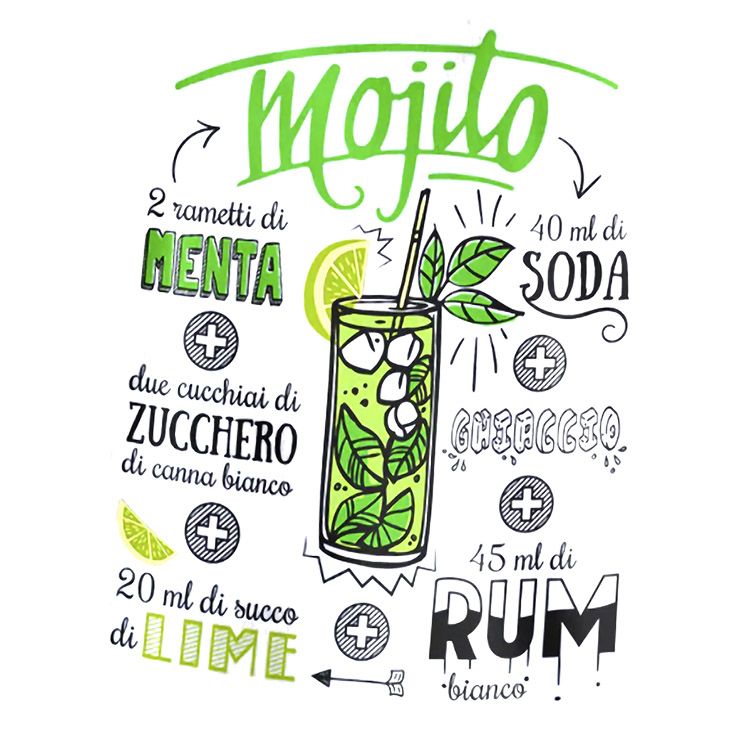 Mojito
2 rametti di
MENTA
due cucchiai di
ZUCCHERO
di canna bianco
20 ml di succo
di LIME
40 ml di
SODA
GHIACCIO
45 ml di
RUM
bianco